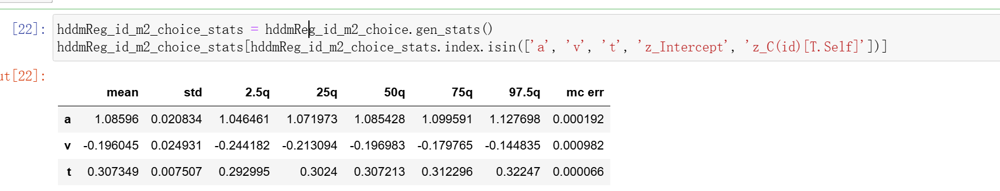 [22]: hddmReg_id_m2_choice_stats = hddmReg_id_m2_choice.gen_stats()
hddmReg_id_m2_choice_stats[hddmReg_id_m2_choice_stats.index.isin(['a', 'v', 't', 'z_Intercept', 'z_C(id)[T.Self]'])]
ut[22]:
mean std 2.5q 25q 50q 75q 97.5q mc err
a 1.08596 0.020834 1.046461 1.071973 1.085428 1.099591 1.127698 0.000192
v -0.196045 0.024931 -0.244182 -0.213094 -0.196983 -0.179765 -0.144835 0.000982
t 0.307349 0.007507 0.292995 0.3024 0.307213 0.312296 0.32247 0.000066